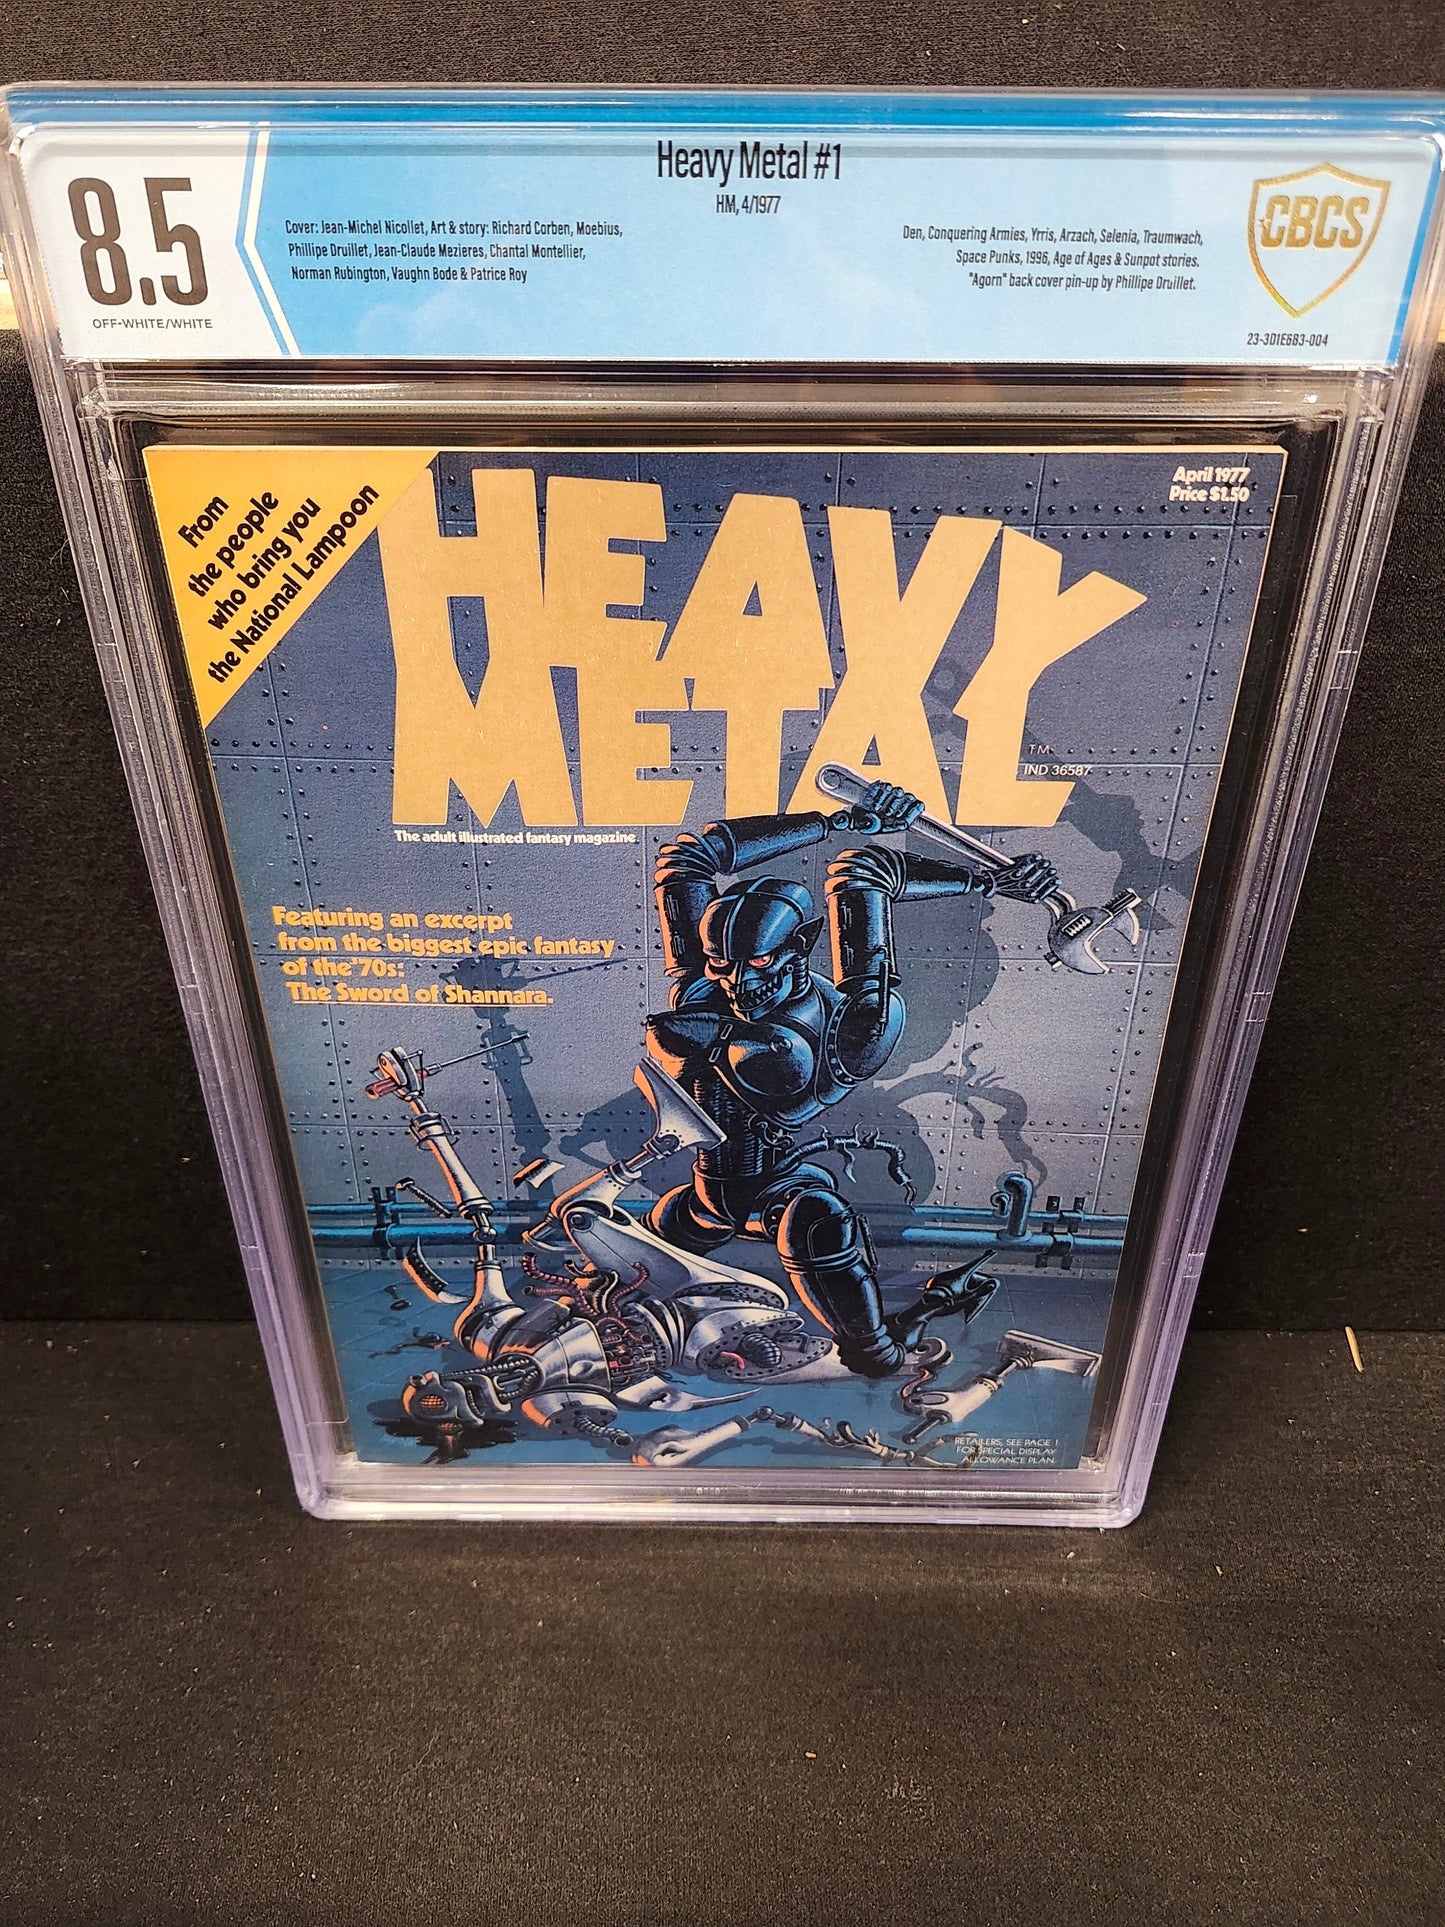 Heavy Metal #1
HM, 4/1977
8.5
OFF-WHITE/WHITE
Cover: Jean-Michel Nicollet, Art & story: Richard Corben, Moebius,
Phillipe Druillet, Jean-Claude Mezieres, Chantal Montellier,
Norman Rubington, Vaughn Bode & Patrice Roy
Den, Conquering Armies, Yrris, Arzach, Selenia, Traumwach,
Space Punks, 1996, Age of Ages & Sunpot stories.
"Agorn" back cover pin-up by Phillipe Druillet.
CBCS
23-3D1E6B3-004
From
the people
who bring you
the National Lampoon
April 1977
Price $1.50
HEAVY
METAL
TM
IND 36587
The adult illustrated fantasy magazine.
Featuring an excerpt
from the biggest epic fantasy
of the '70s:
The Sword of Shannara.
RETAILERS, SEE PAGE 1
FOR SPECIAL DISPLAY
ALLOWANCE PLAN.